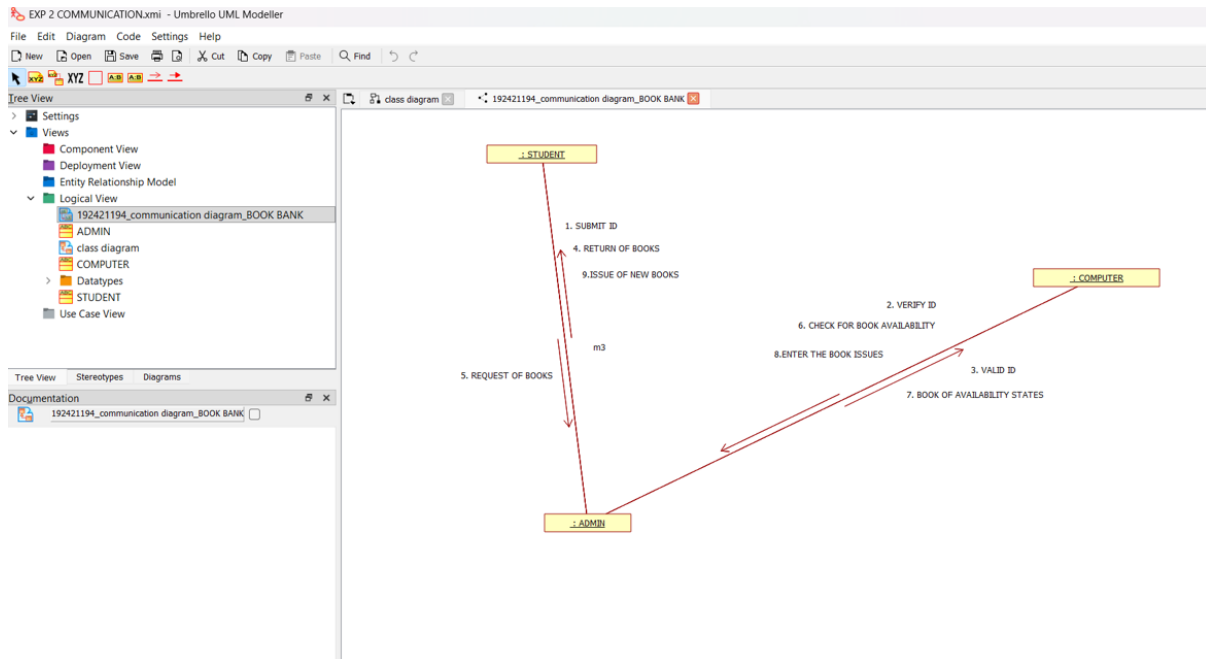 EXP 2 COMMUNICATION.xmi - Umbrello UML Modeller
File Edit Diagram Code Settings Help
New Open Save Cut Copy Paste Find
XYZ XYZ A:B A:B
Tree View
class diagram
192421194_communication diagram_BOOK BANK
Settings
Views
Component View
Deployment View
Entity Relationship Model
Logical View
192421194_communication diagram_BOOK BANK
ADMIN
class diagram
COMPUTER
Datatypes
STUDENT
Use Case View
Tree View Stereotypes Diagrams
Documentation
192421194_communication diagram_BOOK BANK
: STUDENT
1. SUBMIT ID
4. RETURN OF BOOKS
9.ISSUE OF NEW BOOKS
m3
5. REQUEST OF BOOKS
: COMPUTER
2. VERIFY ID
6. CHECK FOR BOOK AVAILABILITY
8.ENTER THE BOOK ISSUES
3. VALID ID
7. BOOK OF AVAILABILITY STATES
: ADMIN